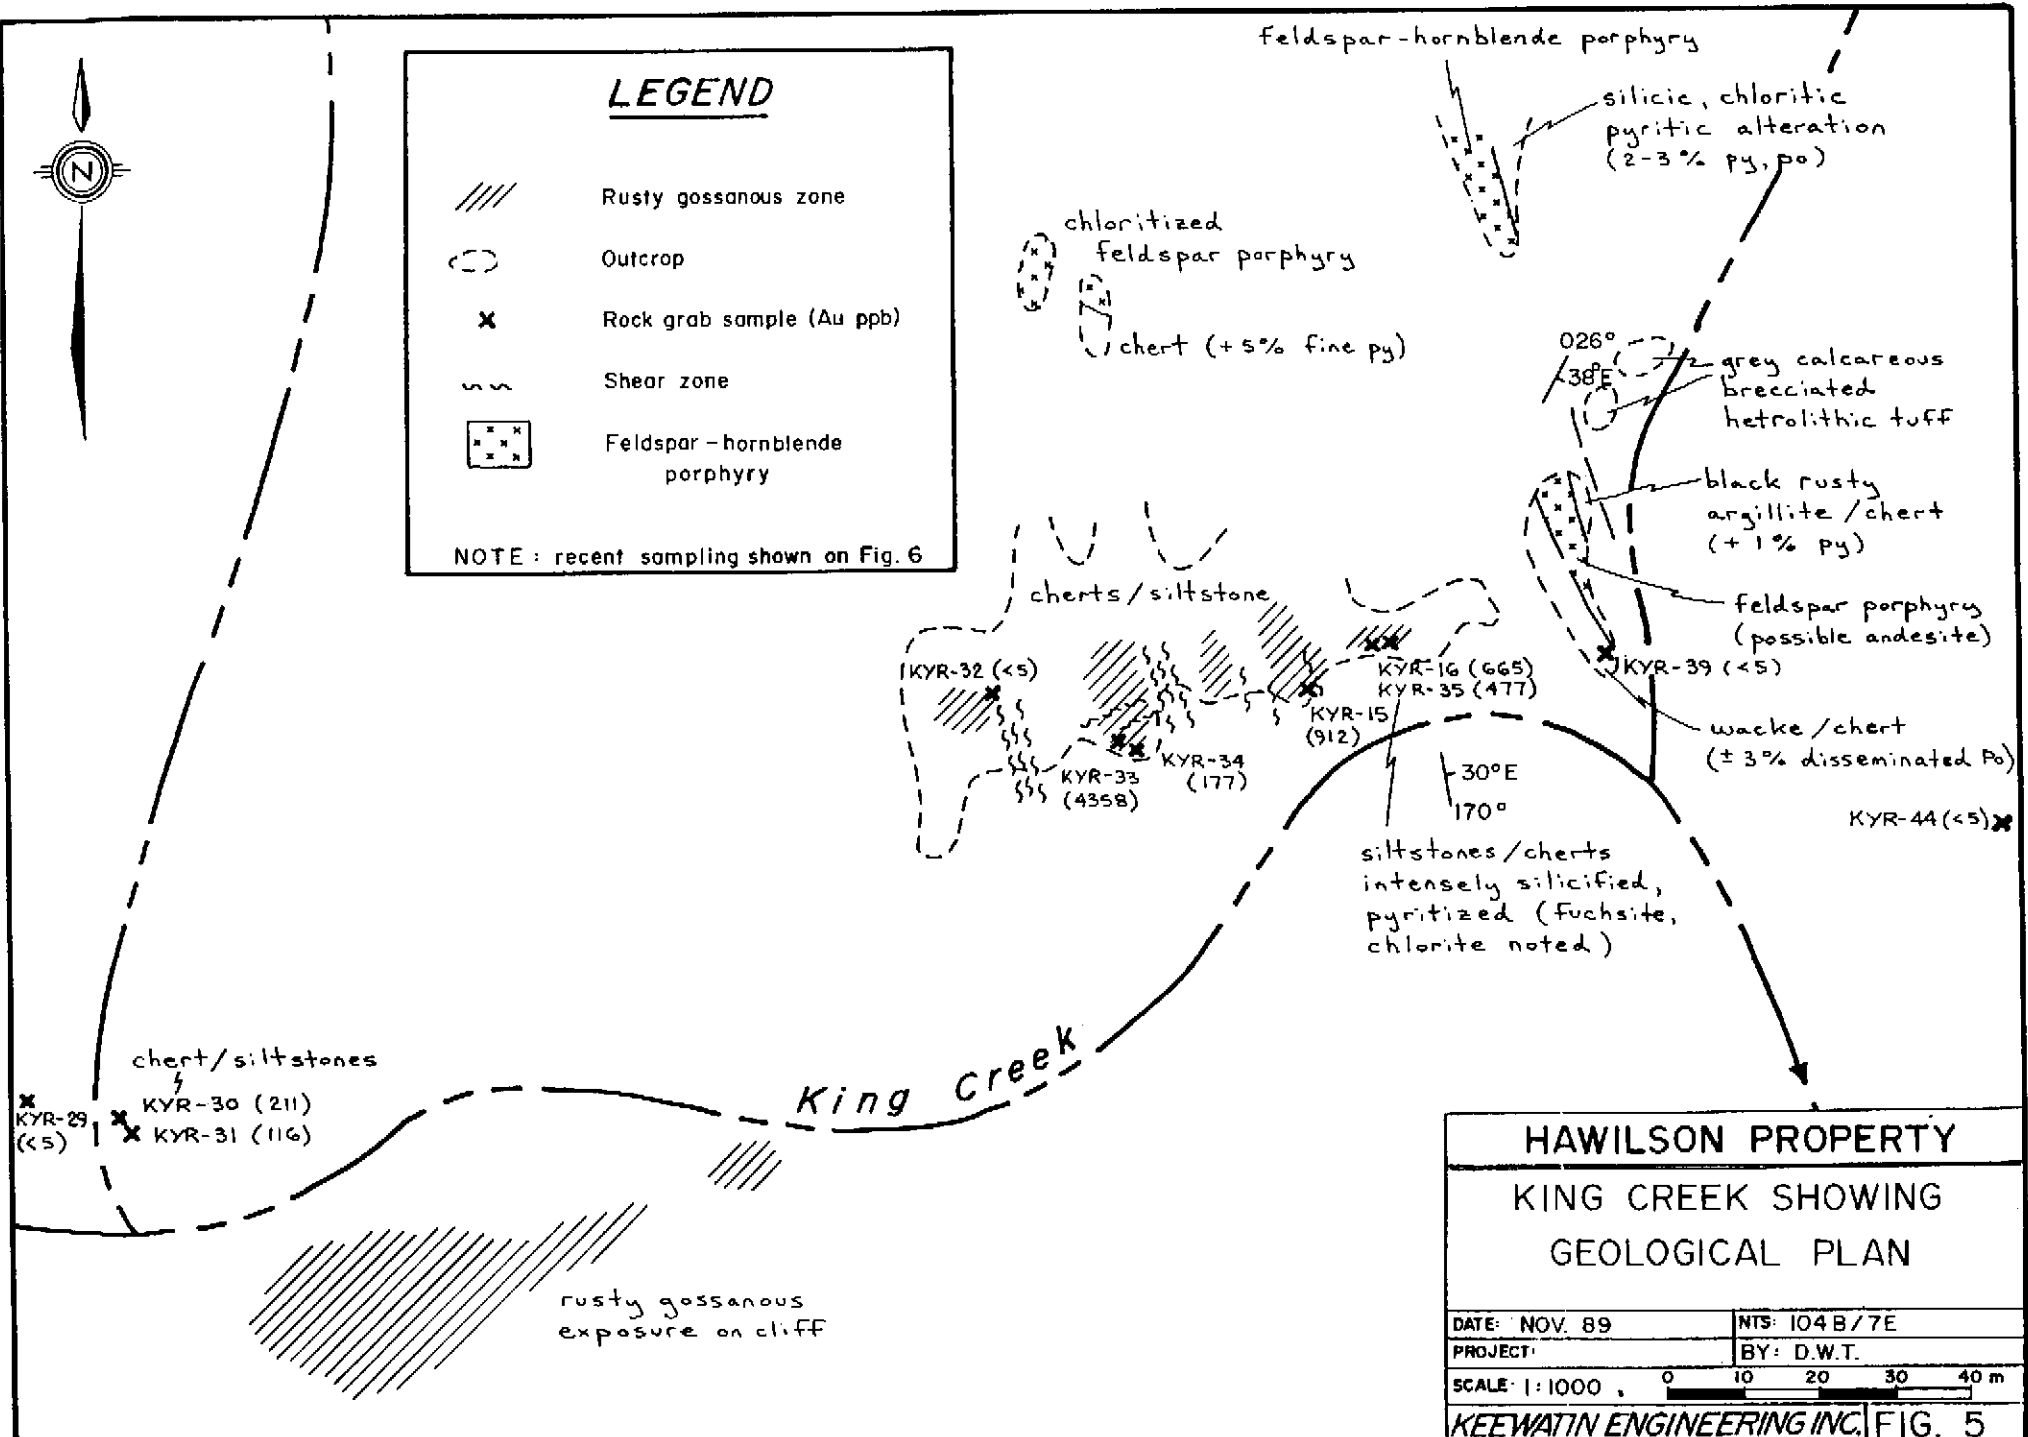 N
LEGEND
Rusty gossanous zone
Outcrop
Rock grab sample (Au ppb)
Shear zone
Feldspar - hornblende
porphyry
NOTE : recent sampling shown on Fig. 6
feldspar-hornblende porphyry
silicic, chloritic
pyritic alteration
(2-3% py, po)
chloritized
feldspar porphyry
chert (+5% fine py)
026°
38°E
grey calcareous
brecciated
hetrolithic tuff
black rusty
argillite / chert
(+ 1% py)
feldspar porphyry
(possible andesite)
cherts / siltstone
KYR-32 (<5)
KYR-16 (665)
KYR-35 (477)
KYR-39 (<5)
KYR-15
(912)
wacke / chert
(± 3% disseminated Po)
KYR-34
(177)
KYR-33
(4358)
30°E
170°
KYR-44 (<5)
siltstones / cherts
intensely silicified,
pyritized (fuchsite,
chlorite noted)
King Creek
chert/siltstones
KYR-29
(<5)
KYR-30 (211)
KYR-31 (116)
rusty gossanous
exposure on cliff
HAWILSON PROPERTY
KING CREEK SHOWING
GEOLOGICAL PLAN
DATE: NOV. 89
NTS: 104B/7E
PROJECT:
BY: D.W.T.
SCALE: 1:1000
0 10 20 30 40 m
KEEWATIN ENGINEERING INC.
FIG. 5